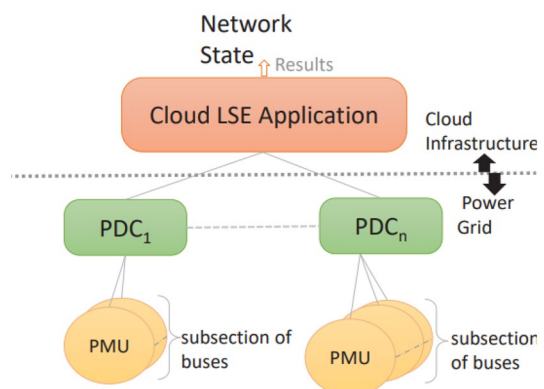 Network
State
Results
Cloud LSE Application
Cloud
Infrastructure
Power
Grid
PDC1
PDCn
PMU
subsection of
buses
PMU
subsection
of buses